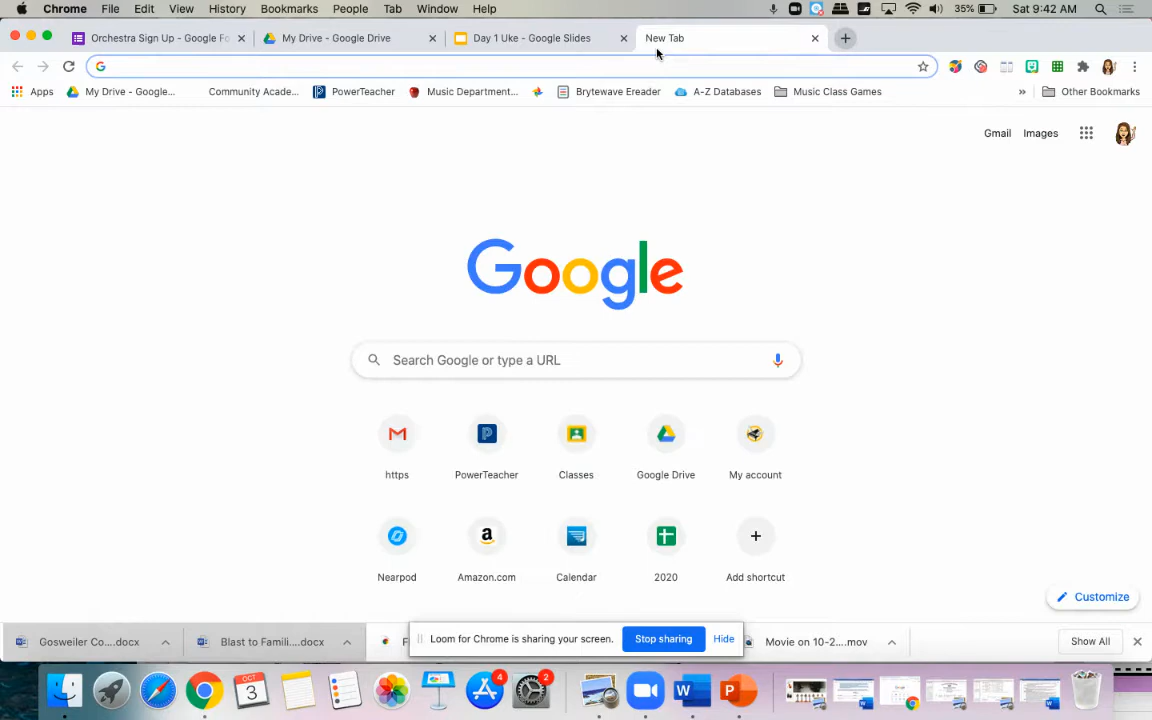 Chrome File Edit View History Bookmarks People Tab Window Help 35% Sat 9:42 AM
Orchestra Sign Up - Google Fo My Drive - Google Drive Day 1 Uke - Google Slides New Tab
Apps My Drive - Google... Community Acade... PowerTeacher Music Department... Brytewave Ereader A-Z Databases Music Class Games » Other Bookmarks
Gmail Images
Google
Search Google or type a URL
https PowerTeacher Classes Google Drive My account
Nearpod Amazon.com Calendar 2020 Add shortcut
Customize
Gosweiler Co....docx Blast to Famili....docx F Loom for Chrome is sharing your screen. Stop sharing Hide Movie on 10-2....mov Show All
OCT
3
4
2